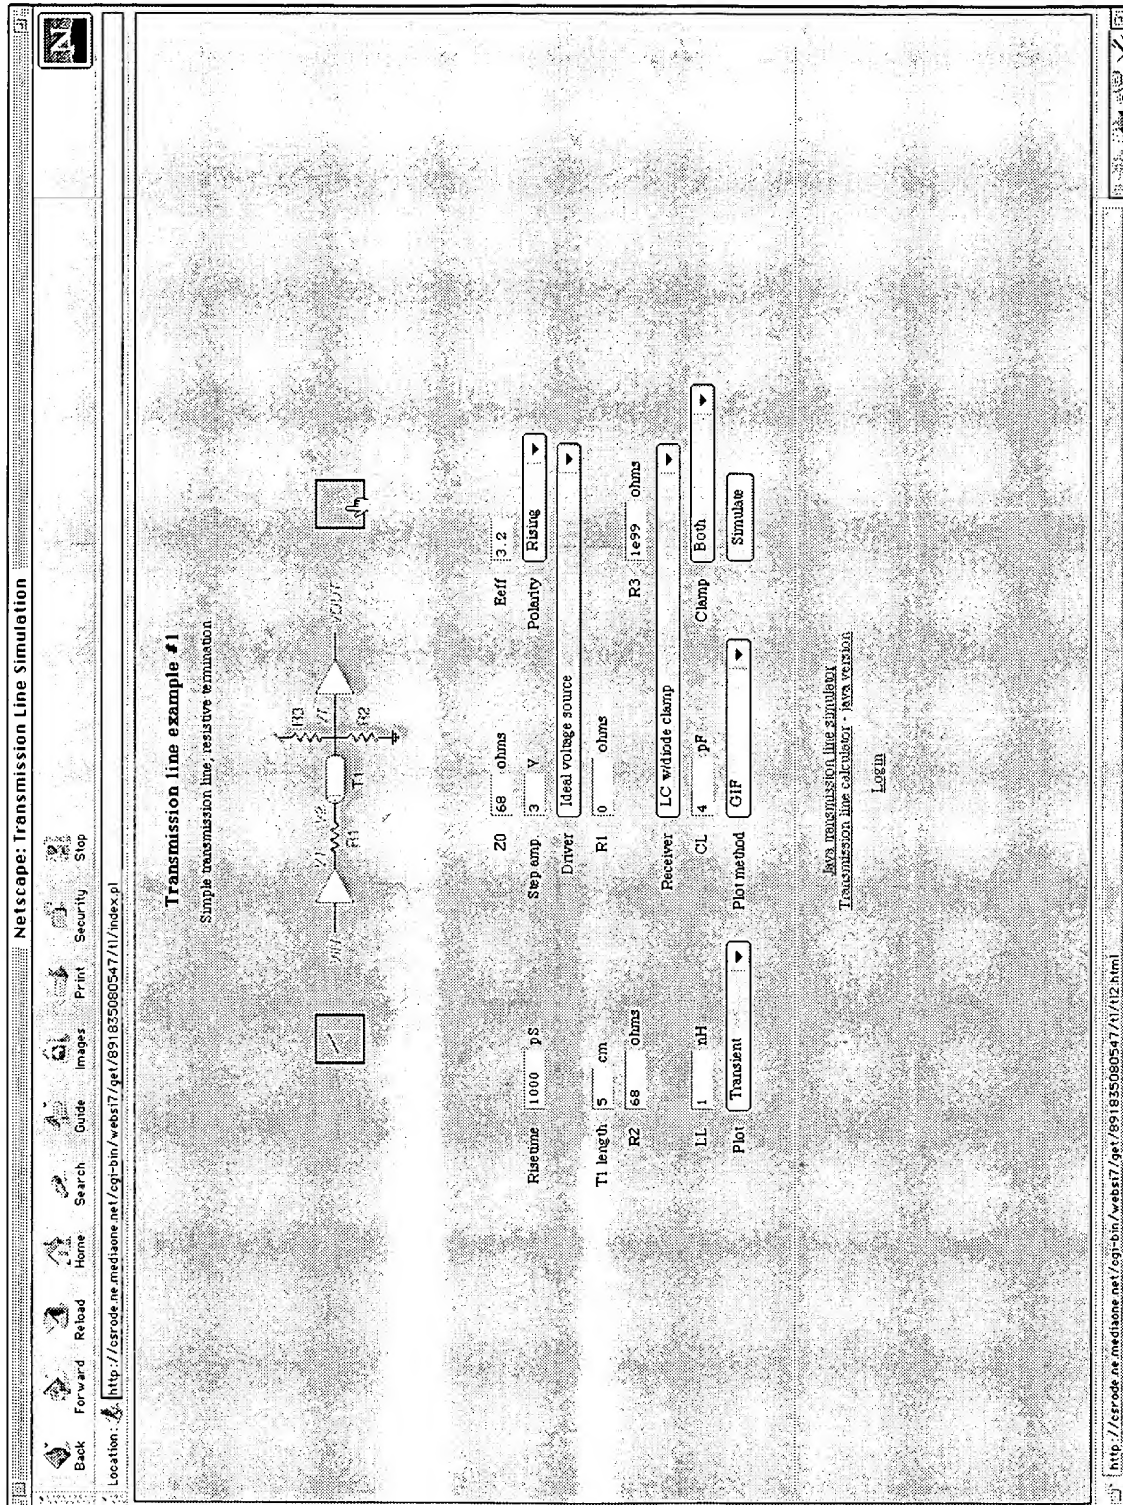 Netscape: Transmission Line Simulation
Back Forward Reload Home Search Guide Images Print Security Stop
N
Location: http://csrode.ne.mediaone.net/cgi-bin/websi7/get/891835080547/t1/index.pl
Transmission line example #1
Simple transmission line, resistive termination.
VIN V1 R1 V2 T1 R3 VT R2 VOUT
Z0 68 ohms Eeff 3.2
Risetime 1000 pS Step amp. 3 V Polarity Rising
Driver Ideal voltage source
T1 length 5 cm R1 0 ohms
R2 68 ohms R3 1e99 ohms
Receiver LC w/diode clamp
LL 1 nH CL 4 pF Clamp Both
Plot Transient Plot method GIF Simulate
Java transmission line simulator
Transmission line calculator - java version
Login
http://csrode.ne.mediaone.net/cgi-bin/websi7/get/891835080547/t1/t12.html